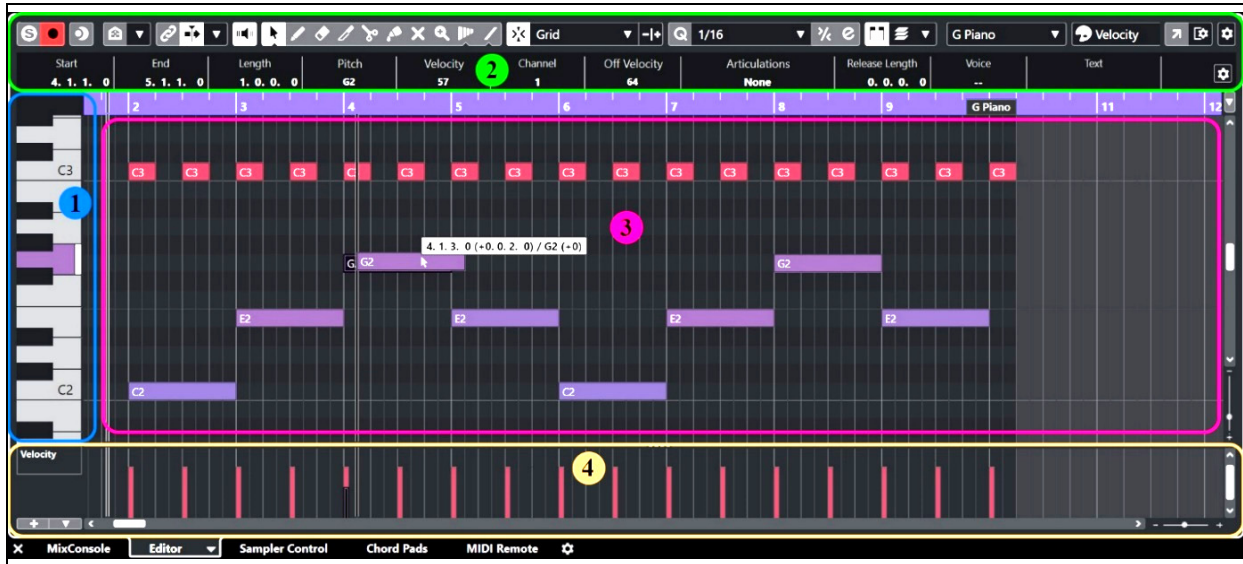 S Grid Q 1/16 G Piano Velocity
Start End Length Pitch Velocity Channel Off Velocity Articulations Release Length Voice Text
4. 1. 1. 0 5. 1. 1. 0 1. 0. 0. 0 G2 57 2 1 64 None 0. 0. 0. 0 --
2 3 4 5 6 7 8 9 G Piano 11 12
C3 C3 C3 C3 C3 C C3 C3 C3 C3 C3 C3 C3 C3 C3 C3 C3 C3
1
3
4. 1. 3. 0 (+0. 0. 2. 0) / G2 (+0)
G G2 G2
E2 E2 E2 E2
C2 C2 C2
Velocity
4
MixConsole Editor Sampler Control Chord Pads MIDI Remote